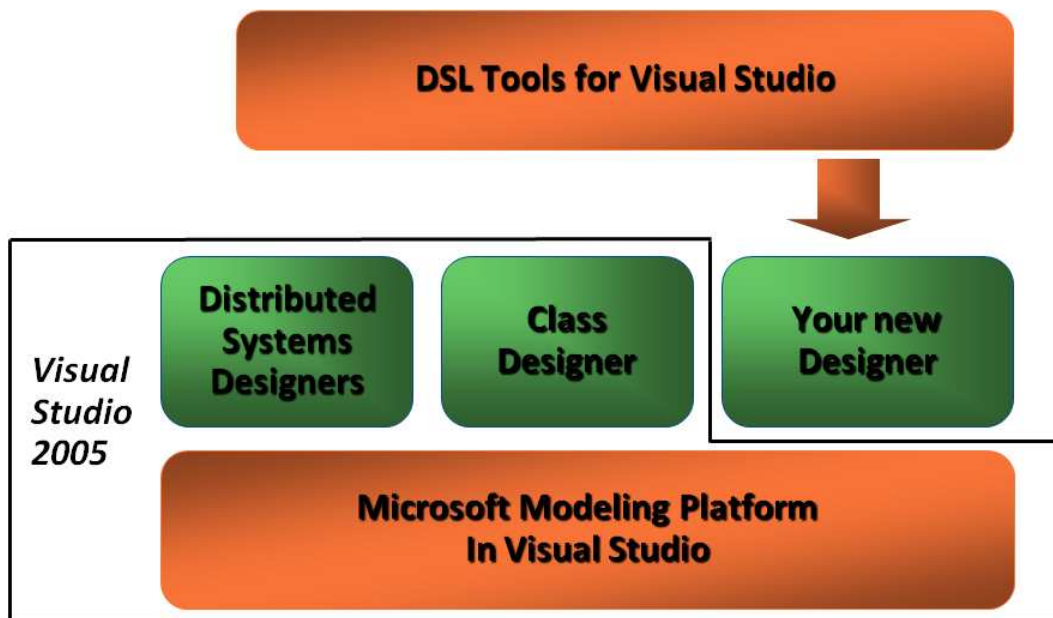 DSL Tools for Visual Studio
Distributed
Systems
Designers
Class
Designer
Your new
Designer
Visual
Studio
2005
Microsoft Modeling Platform
In Visual Studio